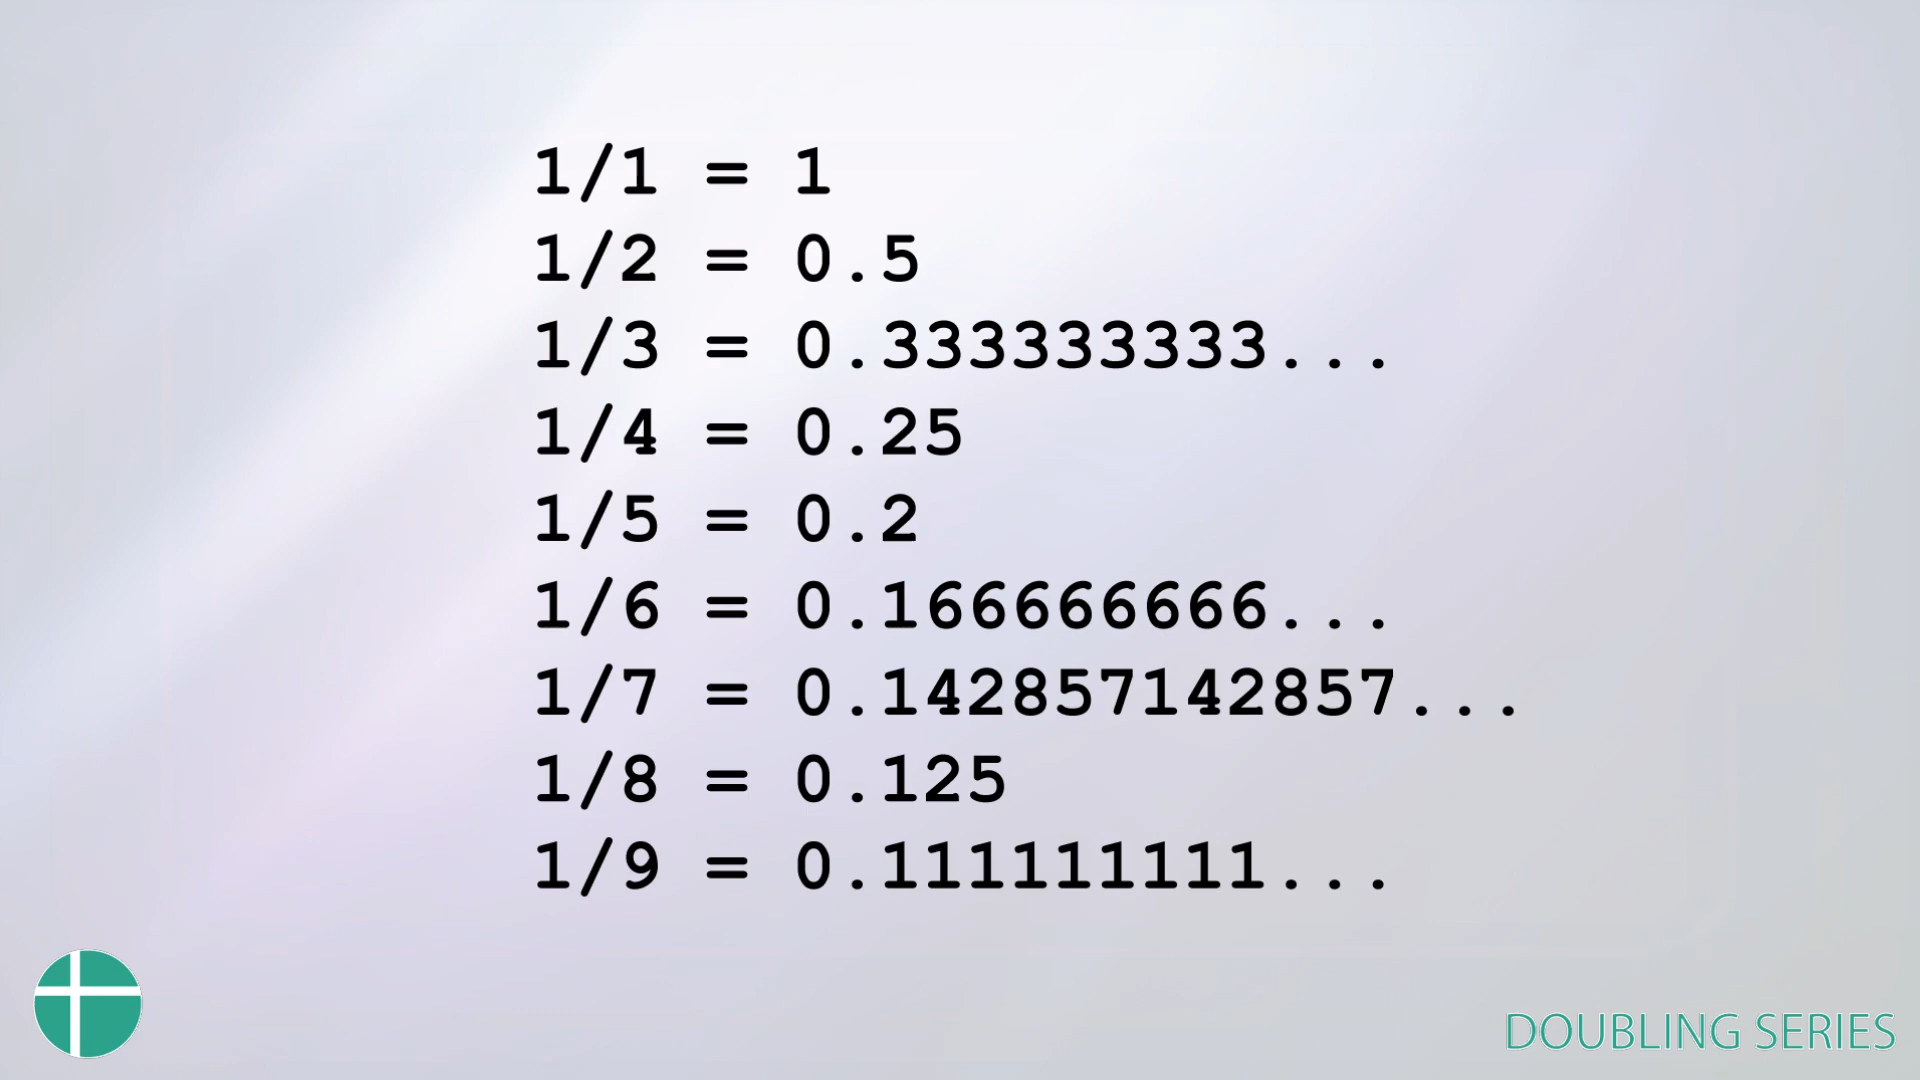 1/1 = 1
1/2 = 0.5
1/3 = 0.333333333...
1/4 = 0.25
1/5 = 0.2
1/6 = 0.166666666...
1/7 = 0.142857142857...
1/8 = 0.125
1/9 = 0.111111111...
DOUBLING SERIES